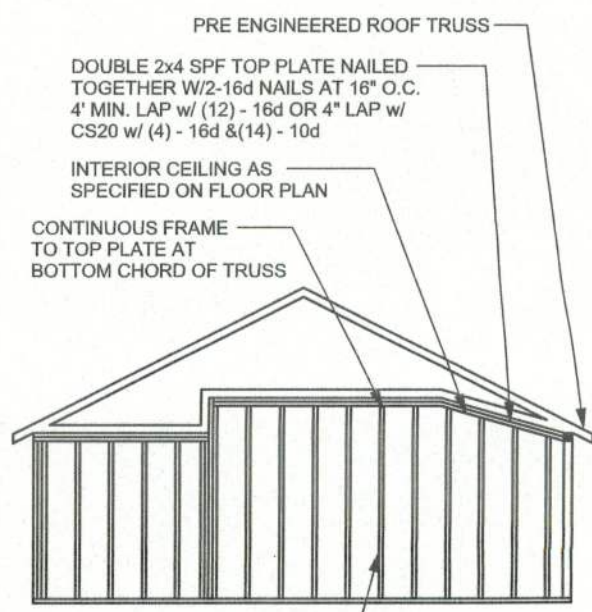 PRE ENGINEERED ROOF TRUSS
DOUBLE 2x4 SPF TOP PLATE NAILED
TOGETHER W/2-16d NAILS AT 16" O.C.
4' MIN. LAP w/ (12) - 16d OR 4" LAP w/
CS20 w/ (4) - 16d &(14) - 10d
INTERIOR CEILING AS
SPECIFIED ON FLOOR PLAN
CONTINUOUS FRAME
TO TOP PLATE AT
BOTTOM CHORD OF TRUSS